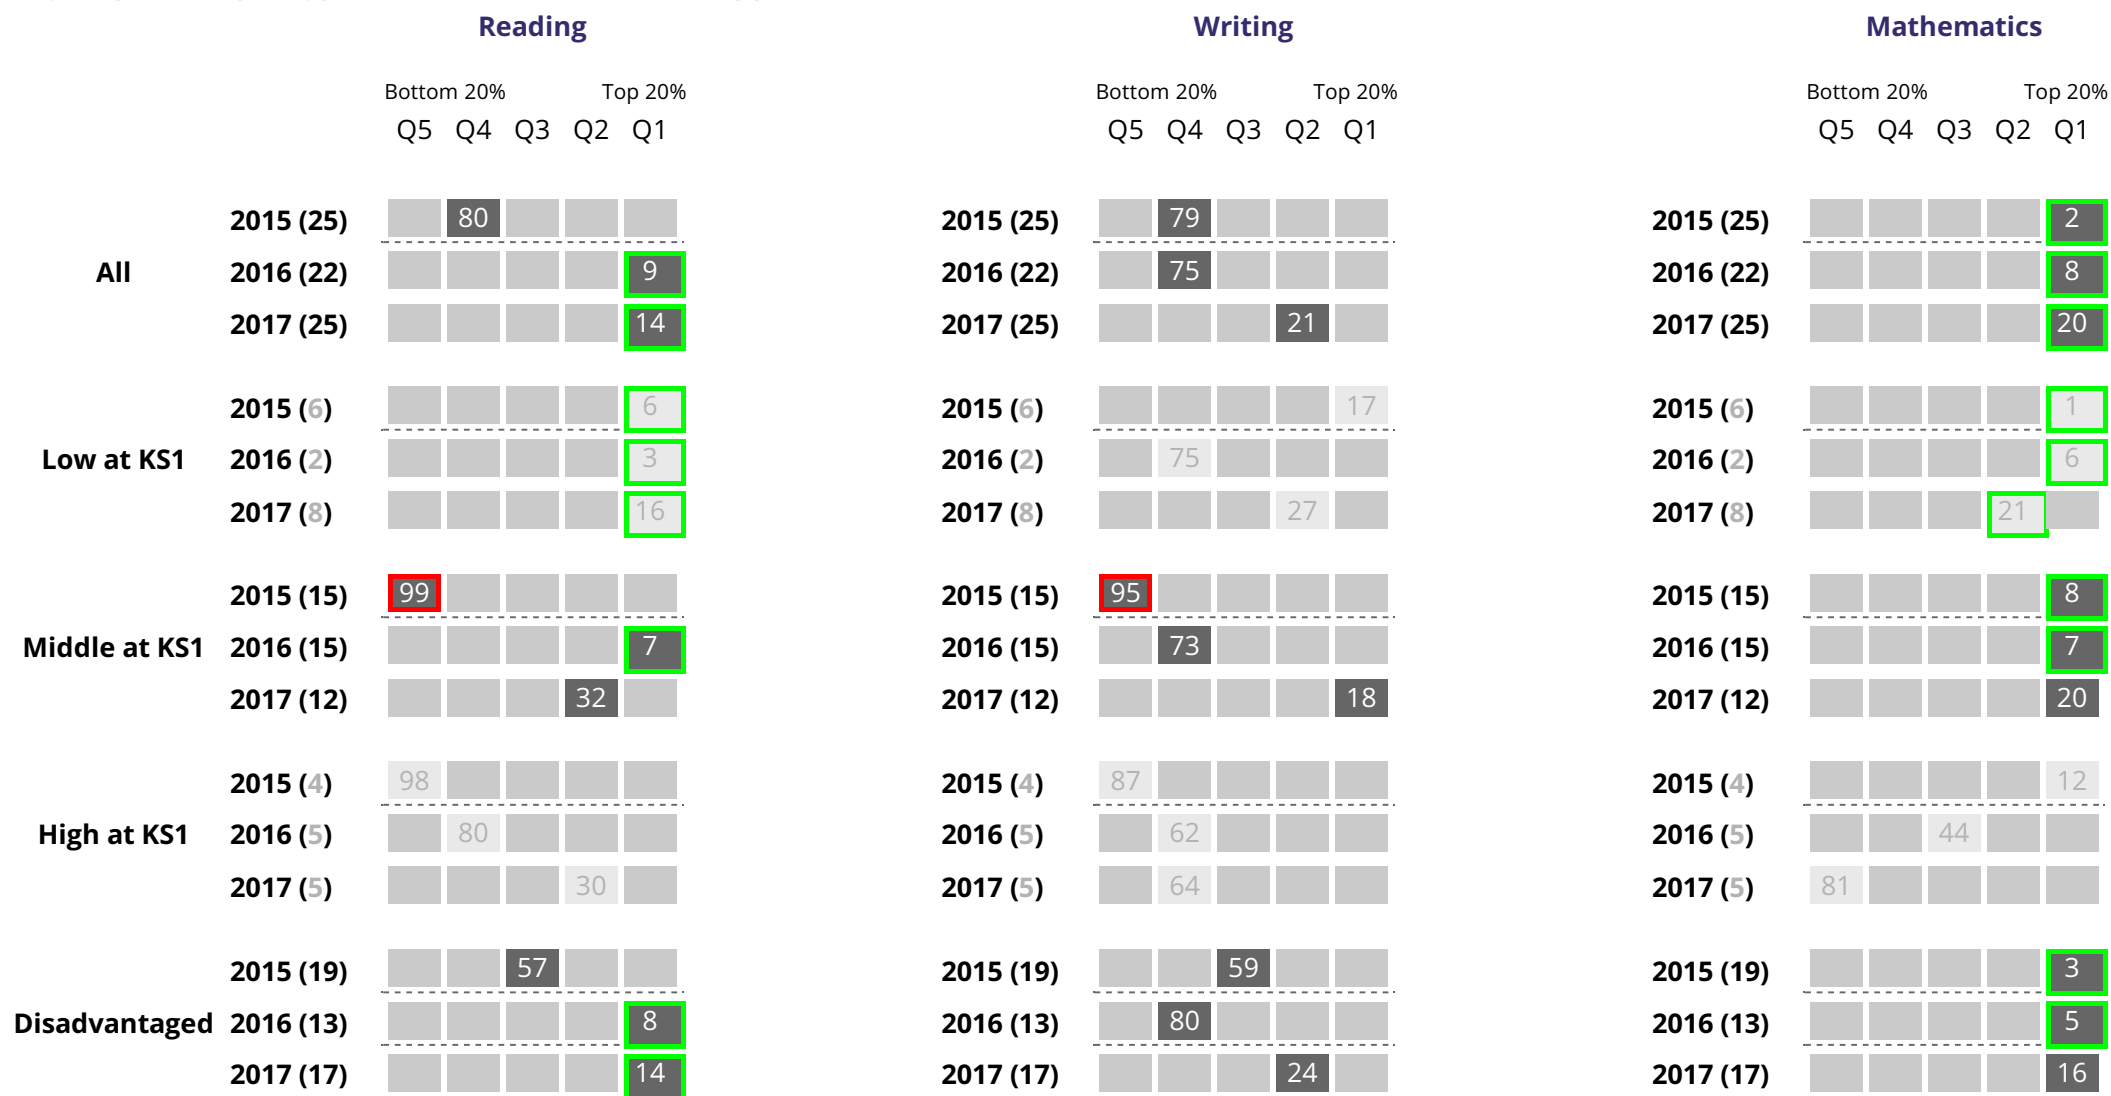 Reading Writing Mathematics
Bottom 20% Top 20% Bottom 20% Top 20% Bottom 20% Top 20%
Q5 Q4 Q3 Q2 Q1 Q5 Q4 Q3 Q2 Q1 Q5 Q4 Q3 Q2 Q1
2015 (25) 80 2015 (25) 79 2015 (25) 2
All 2016 (22) 9 2016 (22) 75 2016 (22) 8
2017 (25) 14 2017 (25) 21 2017 (25) 20
2015 (6) 6 2015 (6) 17 2015 (6) 1
Low at KS1 2016 (2) 3 2016 (2) 75 2016 (2) 6
2017 (8) 16 2017 (8) 27 2017 (8) 21
2015 (15) 99 2015 (15) 95 2015 (15) 8
Middle at KS1 2016 (15) 7 2016 (15) 73 2016 (15) 7
2017 (12) 32 2017 (12) 18 2017 (12) 20
2015 (4) 98 2015 (4) 87 2015 (4) 12
High at KS1 2016 (5) 80 2016 (5) 62 2016 (5) 44
2017 (5) 30 2017 (5) 64 2017 (5) 81
2015 (19) 57 2015 (19) 59 2015 (19) 3
Disadvantaged 2016 (13) 8 2016 (13) 80 2016 (13) 5
2017 (17) 14 2017 (17) 24 2017 (17) 16